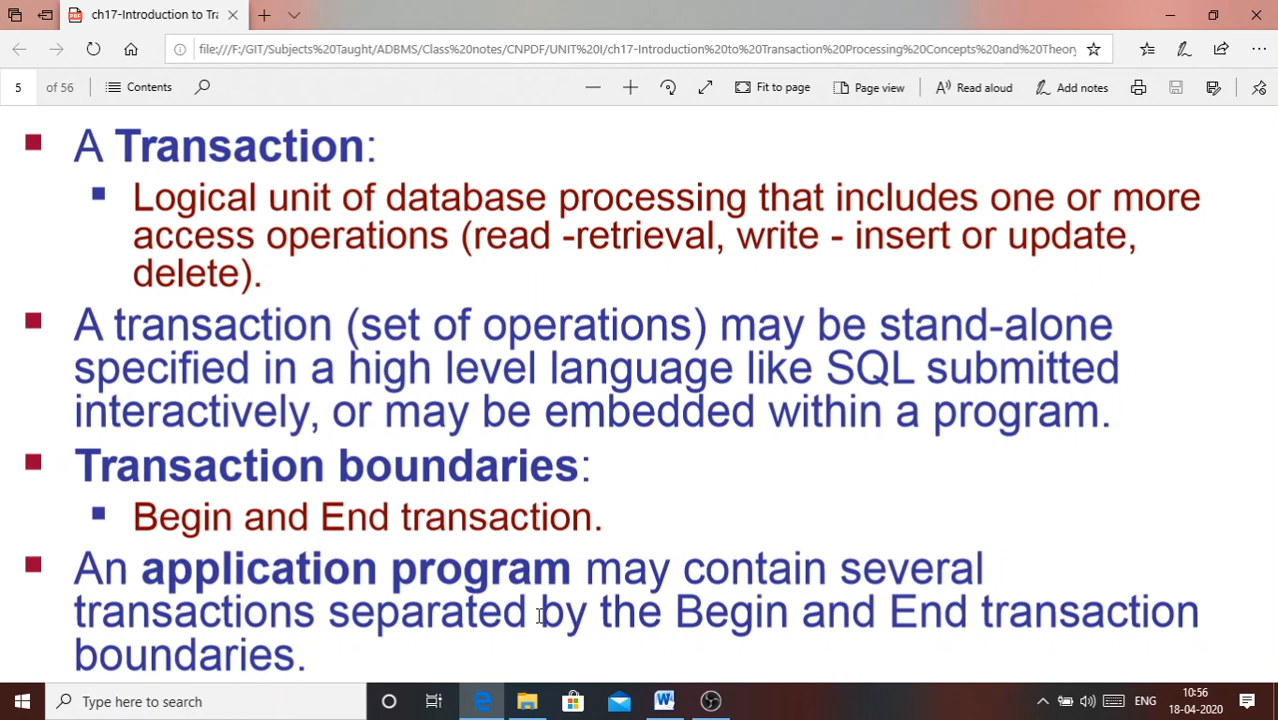 ch17-Introduction to Tra
file:///F:/GIT/Subjects%20Taught/ADBMS/Class%20notes/CNPDF/UNIT%20I/ch17-Introduction%20to%20Transaction%20Processing%20Concepts%20and%20Theory
5 of 56 Contents Fit to page Page view Read aloud Add notes
A Transaction:
Logical unit of database processing that includes one or more
access operations (read -retrieval, write - insert or update,
delete).
A transaction (set of operations) may be stand-alone
specified in a high level language like SQL submitted
interactively, or may be embedded within a program.
Transaction boundaries:
Begin and End transaction.
An application program may contain several
transactions separated by the Begin and End transaction
boundaries.
Type here to search
ENG
10:56
18-04-2020